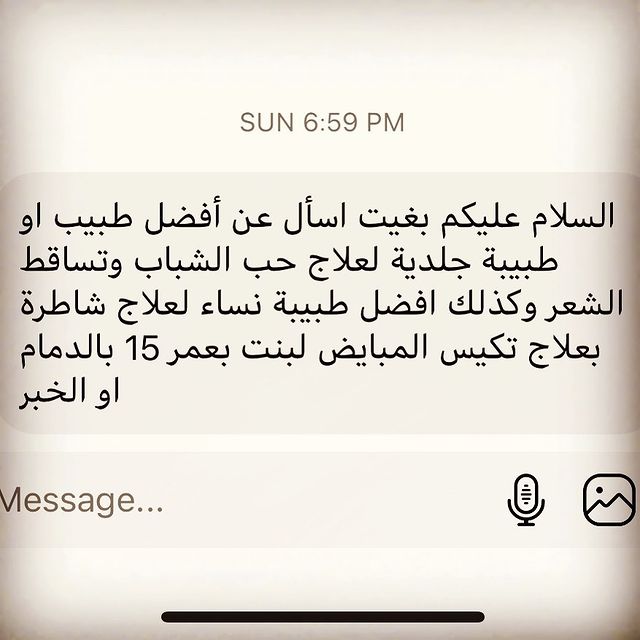 SUN 6:59 PM
السلام عليكم بغيت اسأل عن أفضل طبيب او
طبيبة جلدية لعلاج حب الشباب وتساقط
الشعر وكذلك افضل طبيبة نساء لعلاج شاطرة
بعلاج تكيس المبايض لبنت بعمر 15 بالدمام
او الخبر
Message...